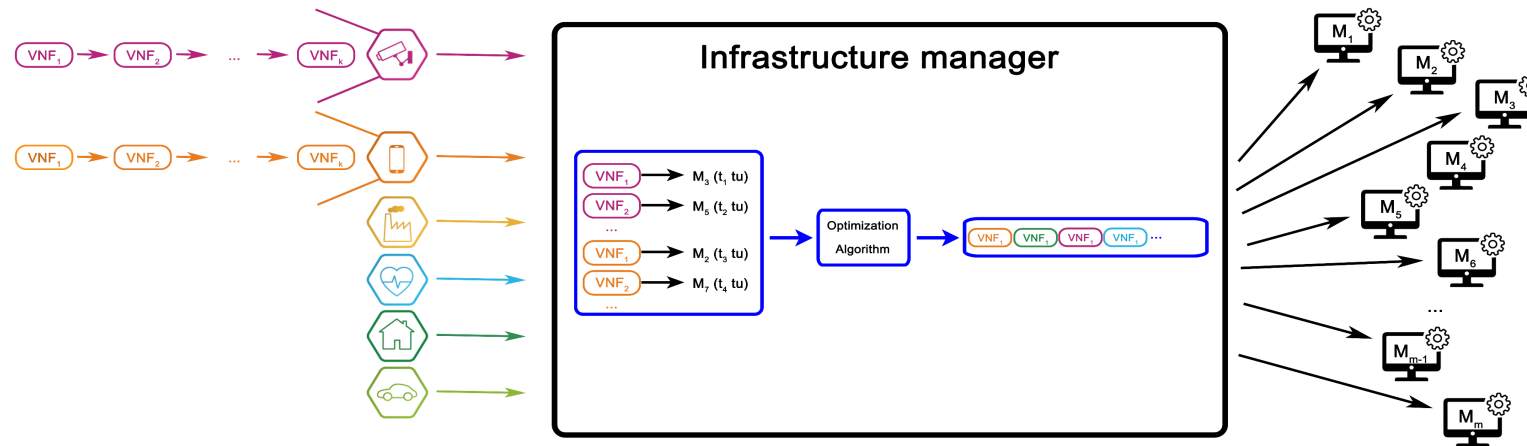 Infrastructure manager
VNF₁ VNF₂ ... VNFₖ
VNF₁ VNF₂ ... VNFₖ
VNF₁ M₃ (t₁ tu)
VNF₂ M₅ (t₂ tu)
...
VNF₁ M₂ (t₃ tu)
VNF₂ M₇ (t₄ tu)
...
Optimization
Algorithm
VNF₁ VNF₁ VNF₁ VNF₁ ...
M₁
M₂
M₃
M₄
M₅
M₆
...
Mₘ₋₁
Mₘ